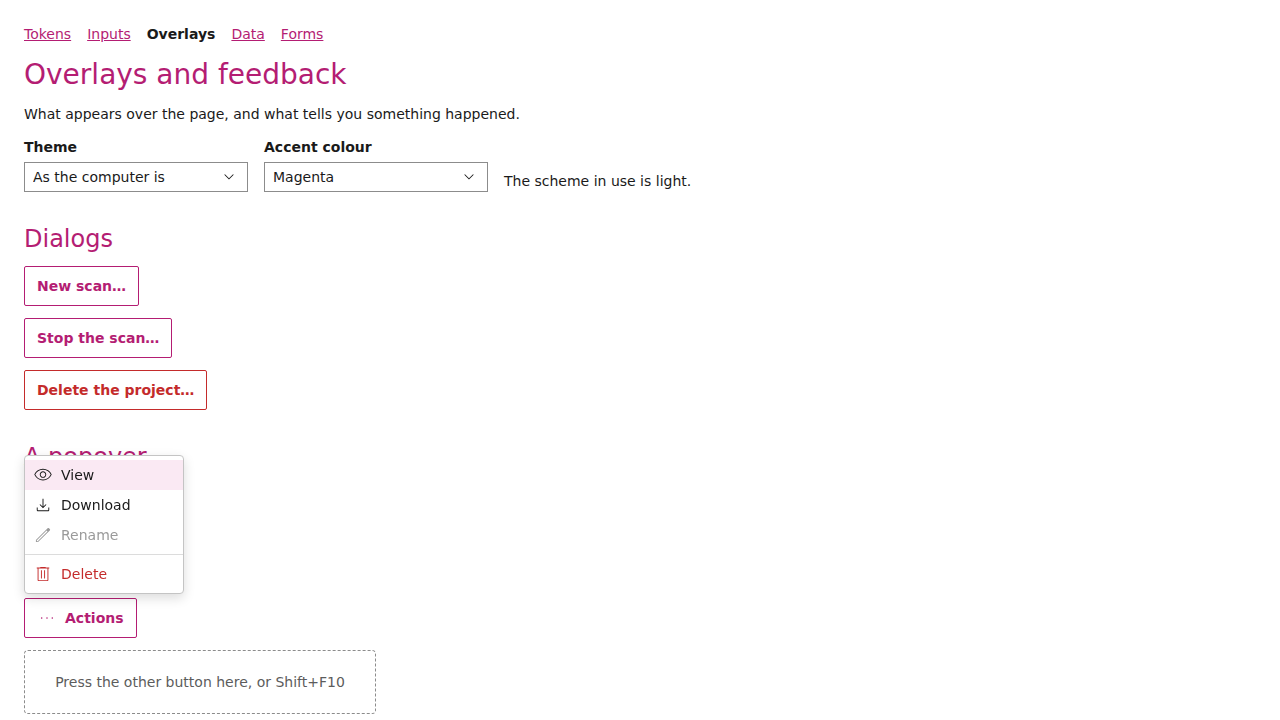 Tokens Inputs Overlays Data Forms
Overlays and feedback
What appears over the page, and what tells you something happened.
Theme Accent colour
As the computer is Magenta The scheme in use is light.
Dialogs
New scan…
Stop the scan…
Delete the project…
A popover
View
Download
Rename
Delete
Actions
Press the other button here, or Shift+F10